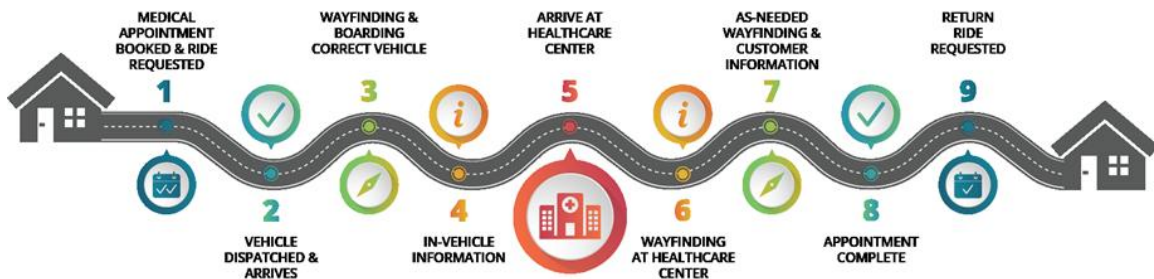 MEDICAL
APPOINTMENT
BOOKED & RIDE
REQUESTED
1
2
VEHICLE
DISPATCHED &
ARRIVES
WAYFINDING &
BOARDING
CORRECT VEHICLE
3
i
4
IN-VEHICLE
INFORMATION
ARRIVE AT
HEALTHCARE
CENTER
5
i
6
WAYFINDING
AT HEALTHCARE
CENTER
AS-NEEDED
WAYFINDING &
CUSTOMER
INFORMATION
7
8
APPOINTMENT
COMPLETE
RETURN
RIDE
REQUESTED
9